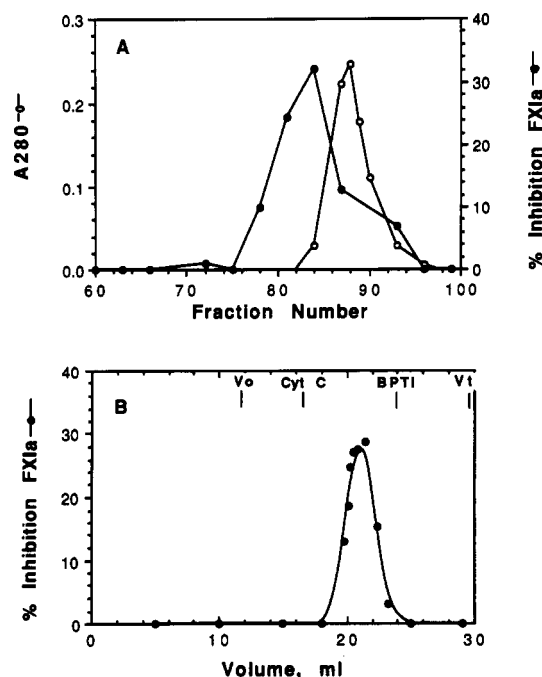 A
A280
0.3
0.2
0.1
0.0
40
30
20
10
0
% Inhibition FXIa
60 70 80 90 100
Fraction Number
B
% Inhibition FXIa
40
30
20
10
0
Vo Cyt C BPTI Vt
0 10 20 30
Volume, ml